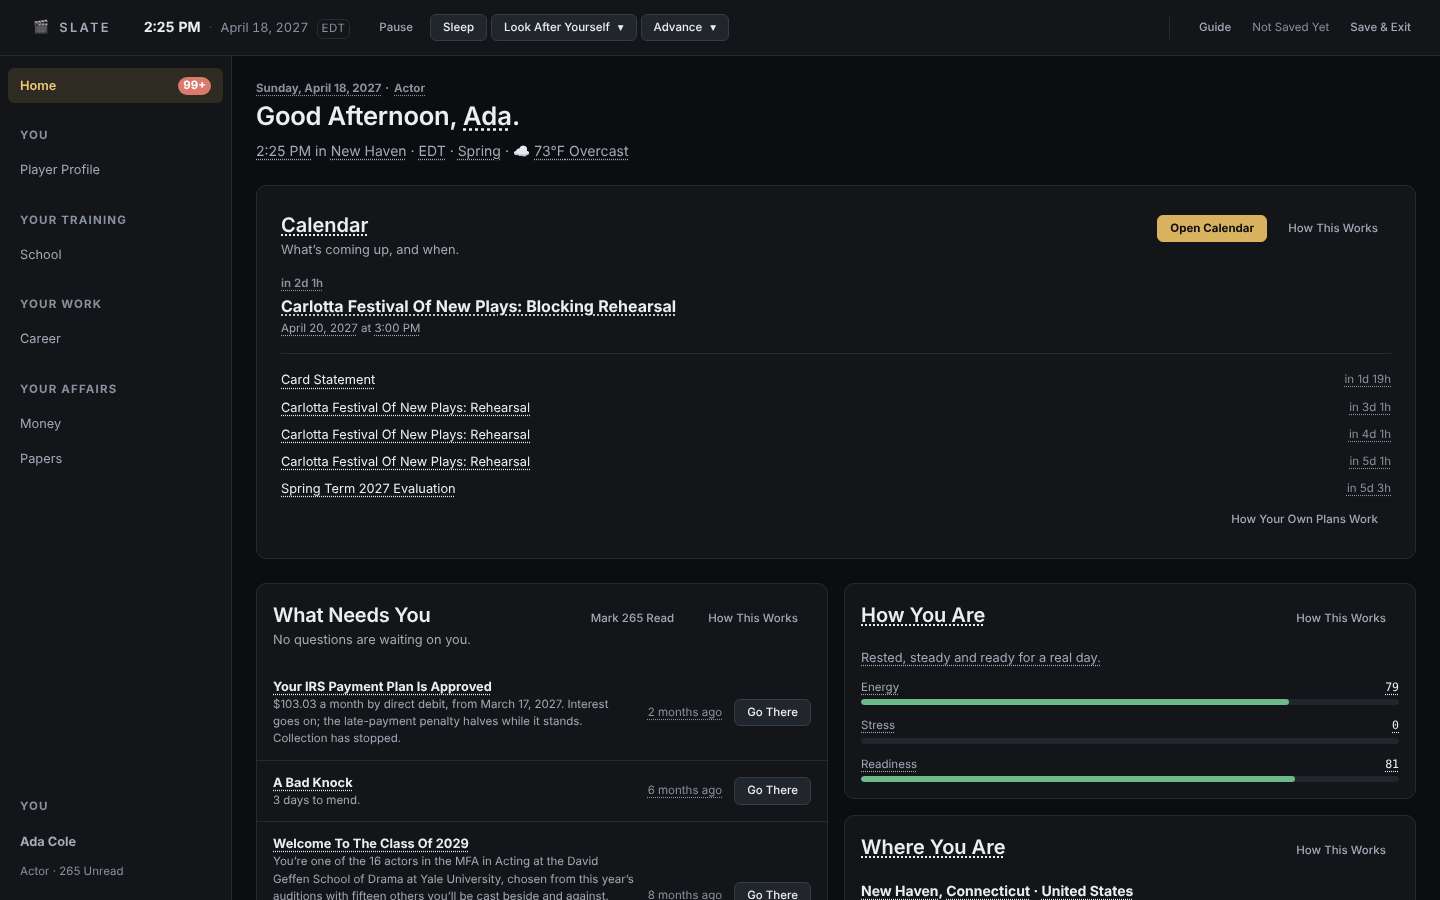 🎬 SLATE
2:25 PM · April 18, 2027 EDT
Pause
Sleep
Look After Yourself ▾
Advance ▾
Guide
Not Saved Yet
Save & Exit
Home
99+
YOU
Player Profile
YOUR TRAINING
School
YOUR WORK
Career
YOUR AFFAIRS
Money
Papers
YOU
Ada Cole
Actor · 265 Unread
Sunday, April 18, 2027 · Actor
Good Afternoon, Ada.
2:25 PM in New Haven · EDT · Spring · ☁️ 73°F Overcast
Calendar
What's coming up, and when.
Open Calendar
How This Works
in 2d 1h
Carlotta Festival Of New Plays: Blocking Rehearsal
April 20, 2027 at 3:00 PM
Card Statement
in 1d 19h
Carlotta Festival Of New Plays: Rehearsal
in 3d 1h
Carlotta Festival Of New Plays: Rehearsal
in 4d 1h
Carlotta Festival Of New Plays: Rehearsal
in 5d 1h
Spring Term 2027 Evaluation
in 5d 3h
How Your Own Plans Work
What Needs You
No questions are waiting on you.
Mark 265 Read
How This Works
Your IRS Payment Plan Is Approved
$103.03 a month by direct debit, from March 17, 2027. Interest
goes on; the late-payment penalty halves while it stands.
Collection has stopped.
2 months ago
Go There
A Bad Knock
3 days to mend.
6 months ago
Go There
Welcome To The Class Of 2029
You're one of the 16 actors in the MFA in Acting at the David
Geffen School of Drama at Yale University, chosen from this year's
auditions with fifteen others you'll be cast beside and against.
8 months ago
Go There
How You Are
How This Works
Rested, steady and ready for a real day.
Energy
79
Stress
0
Readiness
81
Where You Are
How This Works
New Haven, Connecticut · United States